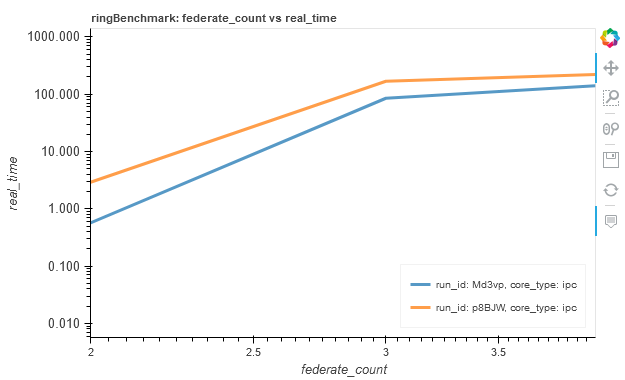 ringBenchmark: federate_count vs real_time
1000.000
100.000
10.000
1.000
0.100
0.010
real_time
run_id: Md3vp, core_type: ipc
run_id: p8BJW, core_type: ipc
2
2.5
3
3.5
federate_count